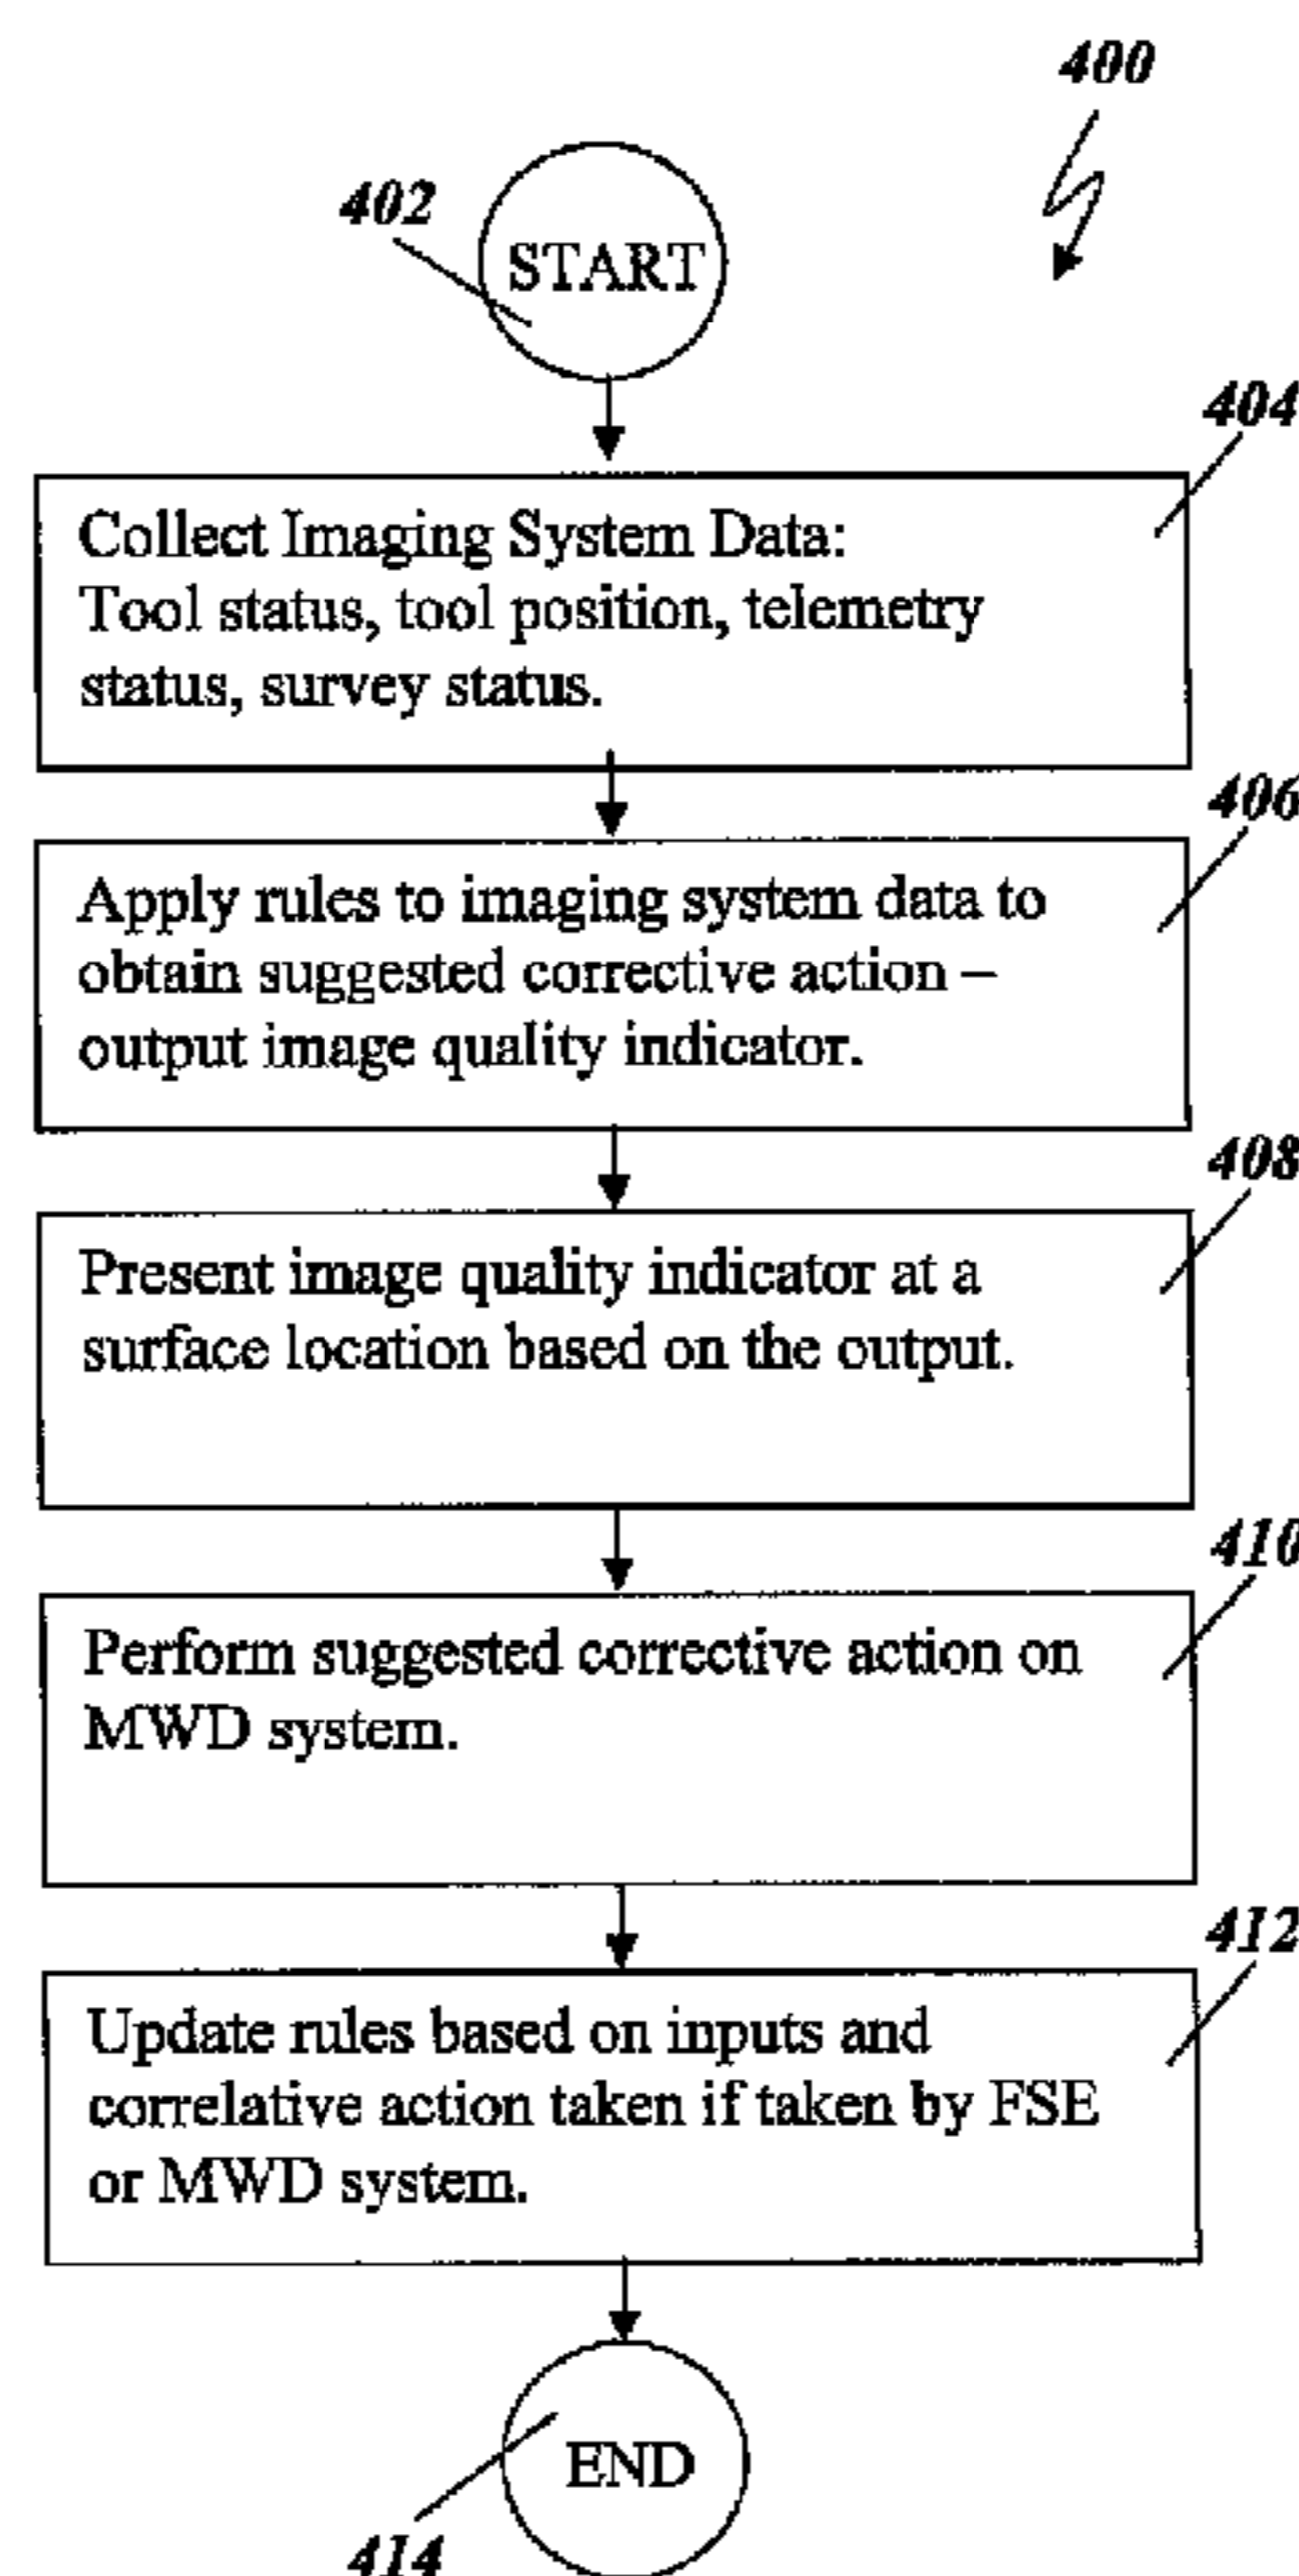 400
402
START
404
Collect Imaging System Data:
Tool status, tool position, telemetry
status, survey status.
406
Apply rules to imaging system data to
obtain suggested corrective action –
output image quality indicator.
408
Present image quality indicator at a
surface location based on the output.
410
Perform suggested corrective action on
MWD system.
412
Update rules based on inputs and
correlative action taken if taken by FSE
or MWD system.
END
414